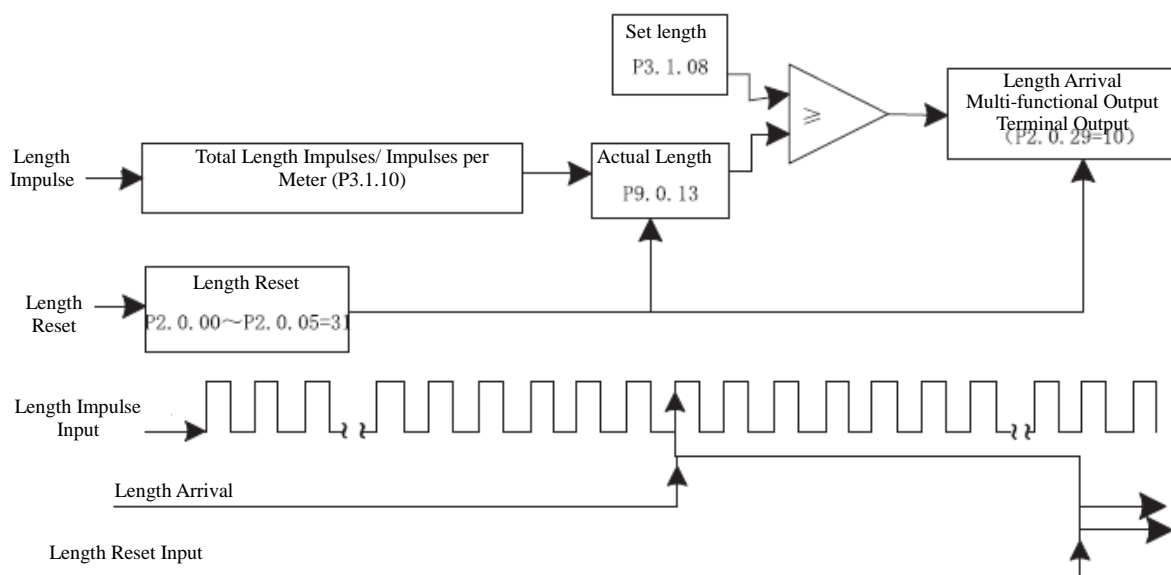 Set length
P3.1.08
≥
Length Arrival
Multi-functional Output
Terminal Output
(P2.0.29=10)
Length
Impulse
Total Length Impulses/ Impulses per
Meter (P3.1.10)
Actual Length
P9.0.13
Length
Reset
Length Reset
P2.0.00～P2.0.05=31
Length Impulse
Input
Length Arrival
Length Reset Input